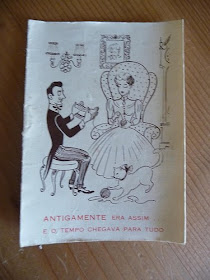 ANTIGAMENTE ERA ASSIM...
E O TEMPO CHEGAVA PARA TUDO